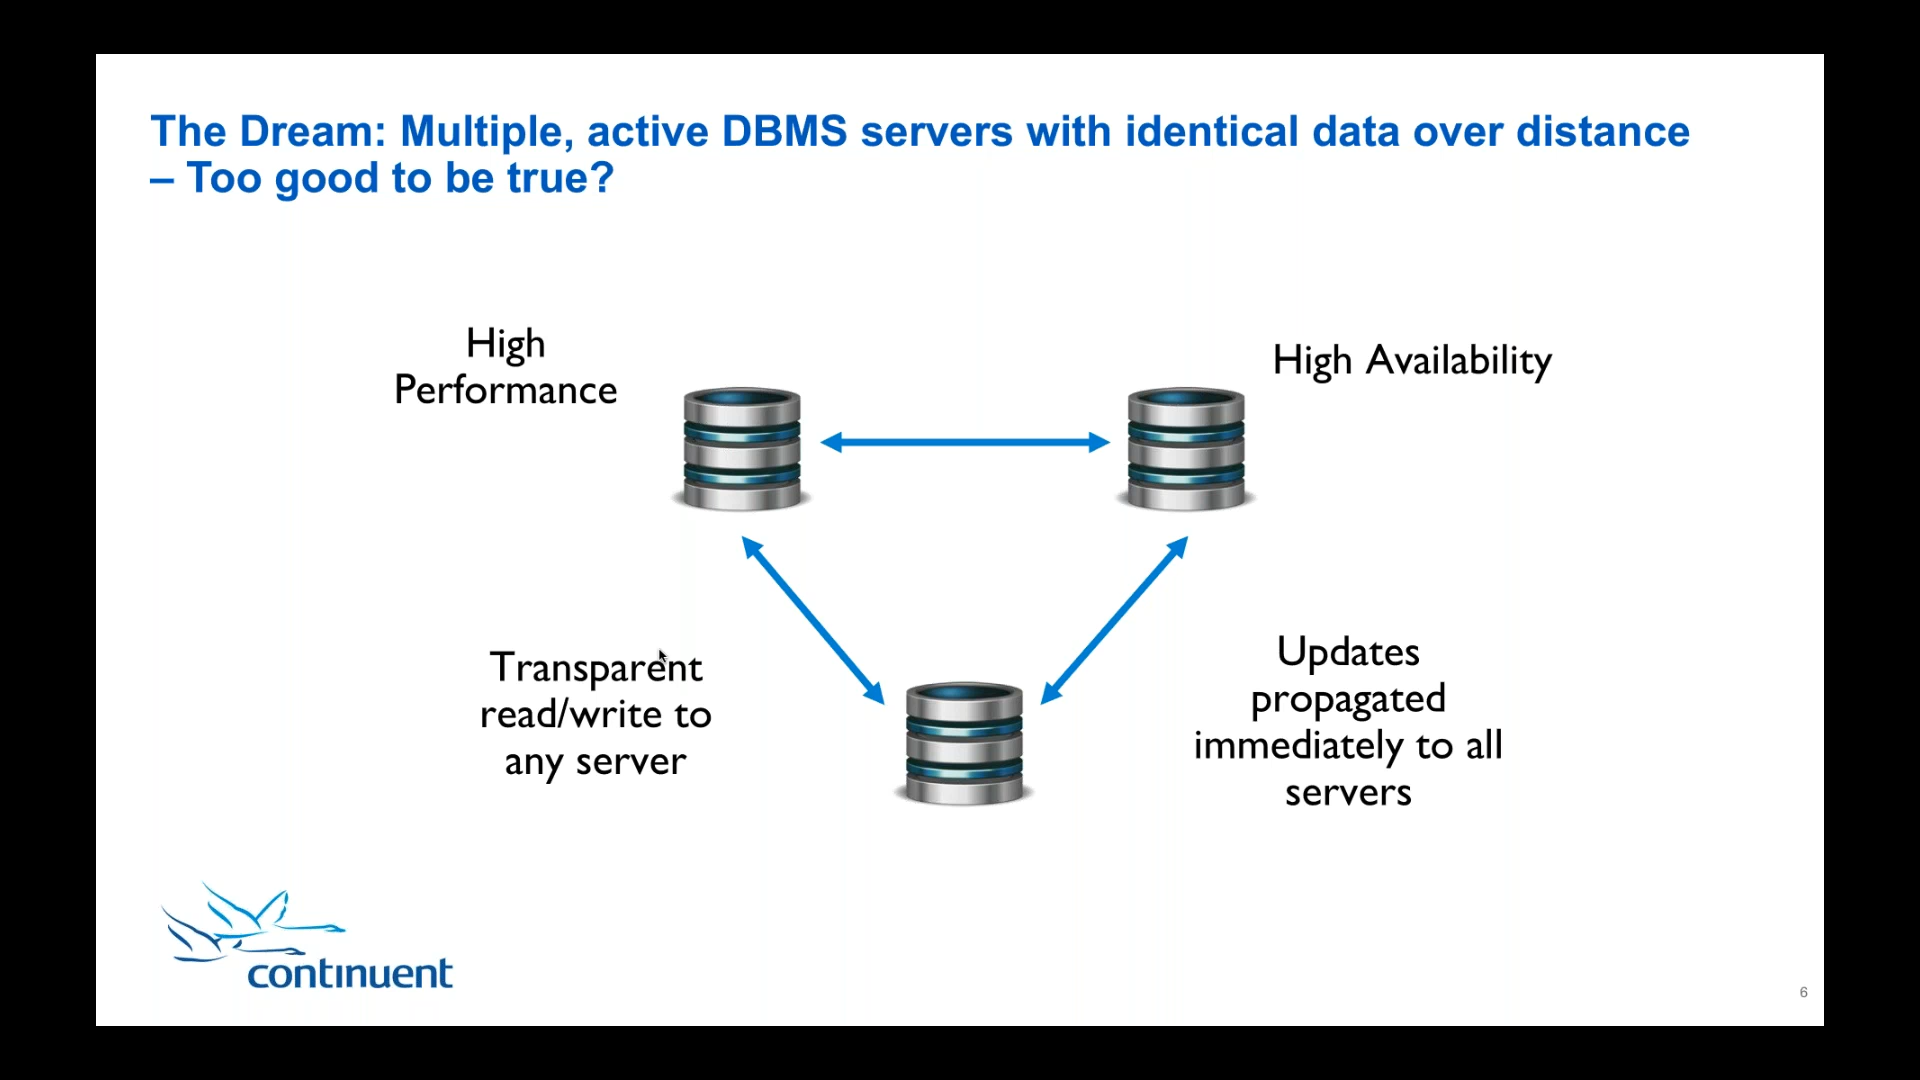 The Dream: Multiple, active DBMS servers with identical data over distance
– Too good to be true?
High
Performance
High Availability
Transparent
read/write to
any server
Updates
propagated
immediately to all
servers
continuent
6